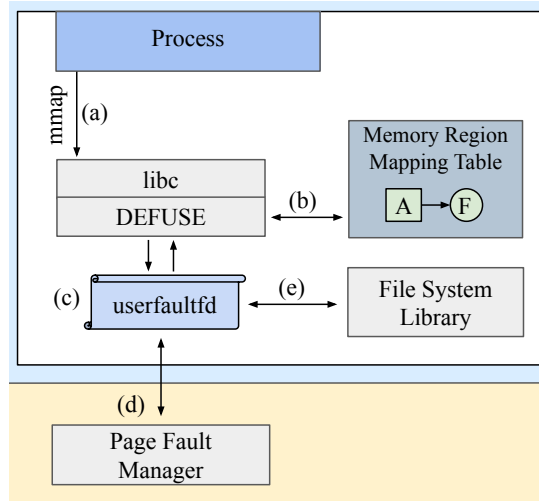 Process
mmap
(a)
libc
DEFUSE
(b)
Memory Region
Mapping Table
A
F
(c)
userfaultfd
(e)
File System
Library
(d)
Page Fault
Manager